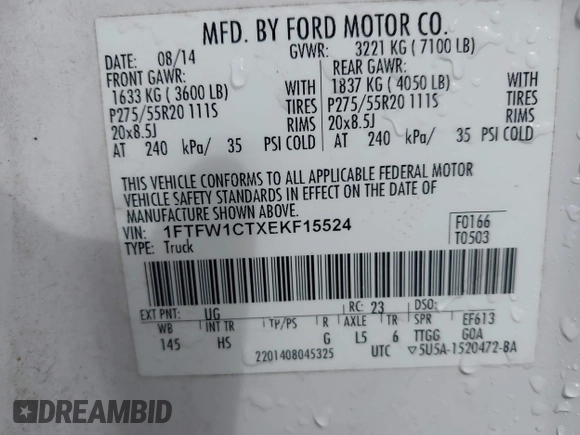 MFD. BY FORD MOTOR CO.
DATE: 08/14 GVWR: 3221 KG ( 7100 LB)
FRONT GAWR: REAR GAWR:
1633 KG ( 3600 LB) WITH 1837 KG ( 4050 LB) WITH
P275/55R20 111S TIRES P275/55R20 111S TIRES
20x8.5J RIMS 20x8.5J RIMS
AT 240 kPa/ 35 PSI COLD AT 240 kPa/ 35 PSI COLD
THIS VEHICLE CONFORMS TO ALL APPLICABLE FEDERAL MOTOR
VEHICLE SAFETY STANDARDS IN EFFECT ON THE DATE OF
MANUFACTURE SHOWN ABOVE.
VIN: 1FTFW1CTXEKF15524 F0166
TYPE: Truck T0503
EXT PNT: UG RC: 23 DSO:
WB INT TR TP/PS R AXLE TR SPR EF613
145 HS G L5 6 TTGG GOA
2201408045325 UTC ▽5U5A-1520472-BA
DREAMBID